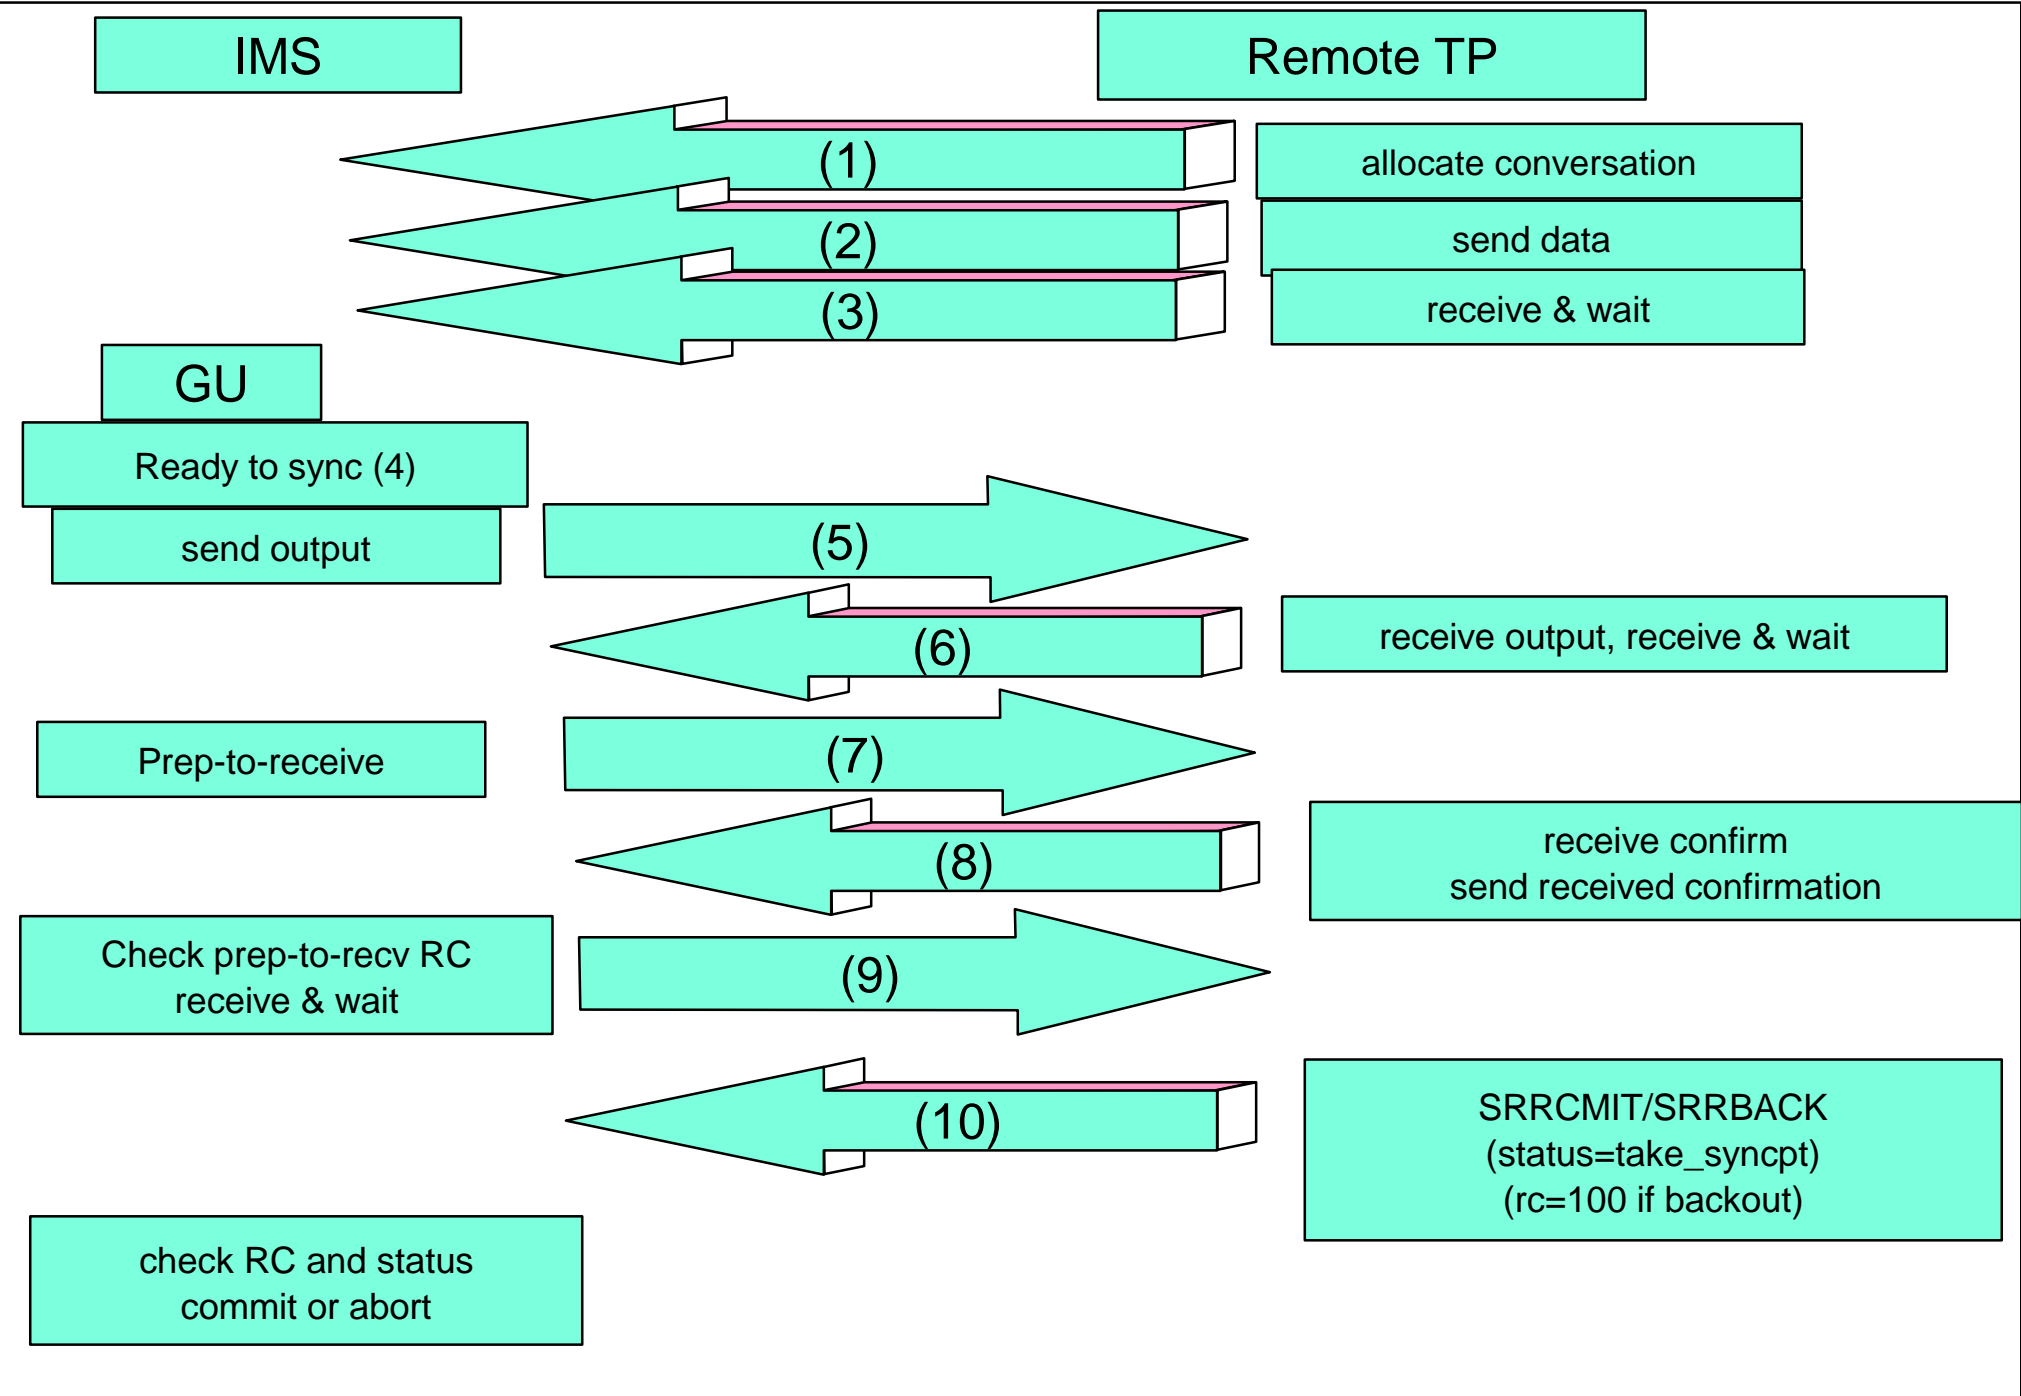 IMS
Remote TP
(1)
allocate conversation
(2)
send data
(3)
receive & wait
GU
Ready to sync (4)
send output
(5)
(6)
receive output, receive & wait
Prep-to-receive
(7)
(8)
receive confirm
send received confirmation
Check prep-to-recv RC
receive & wait
(9)
(10)
SRRCMIT/SRRBACK
(status=take_syncpt)
(rc=100 if backout)
check RC and status
commit or abort